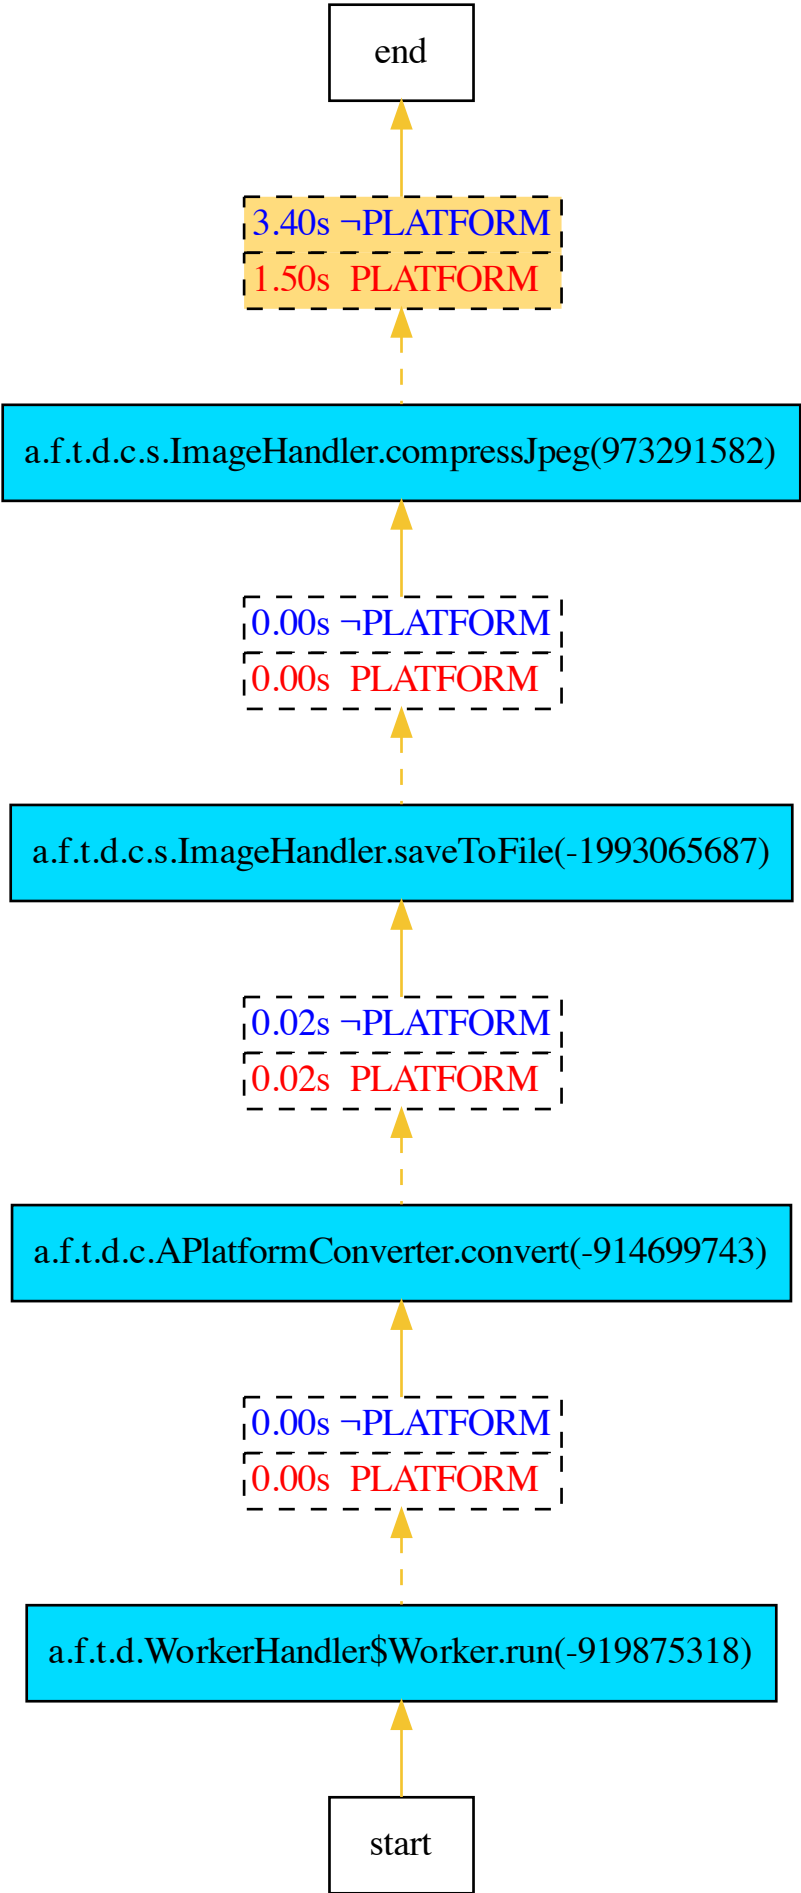 end
3.40s ¬PLATFORM
1.50s PLATFORM
a.f.t.d.c.s.ImageHandler.compressJpeg(973291582)
0.00s ¬PLATFORM
0.00s PLATFORM
a.f.t.d.c.s.ImageHandler.saveToFile(-1993065687)
0.02s ¬PLATFORM
0.02s PLATFORM
a.f.t.d.c.APlatformConverter.convert(-914699743)
0.00s ¬PLATFORM
0.00s PLATFORM
a.f.t.d.WorkerHandler$Worker.run(-919875318)
start